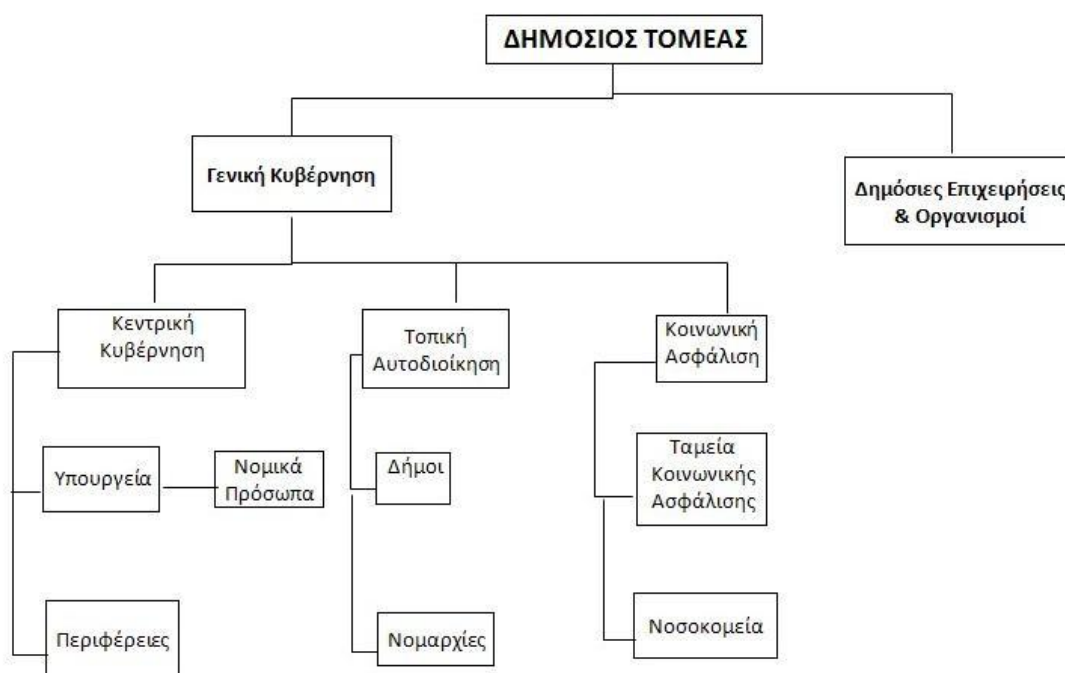 ΔΗΜΟΣΙΟΣ ΤΟΜΕΑΣ
Γενική Κυβέρνηση
Δημόσιες Επιχειρήσεις
& Οργανισμοί
Κεντρική
Κυβέρνηση
Τοπική
Αυτοδιοίκηση
Κοινωνική
Ασφάλιση
Υπουργεία
Νομικά
Πρόσωπα
Δήμοι
Ταμεία
Κοινωνικής
Ασφάλισης
Περιφέρειες
Νομαρχίες
Νοσοκομεία